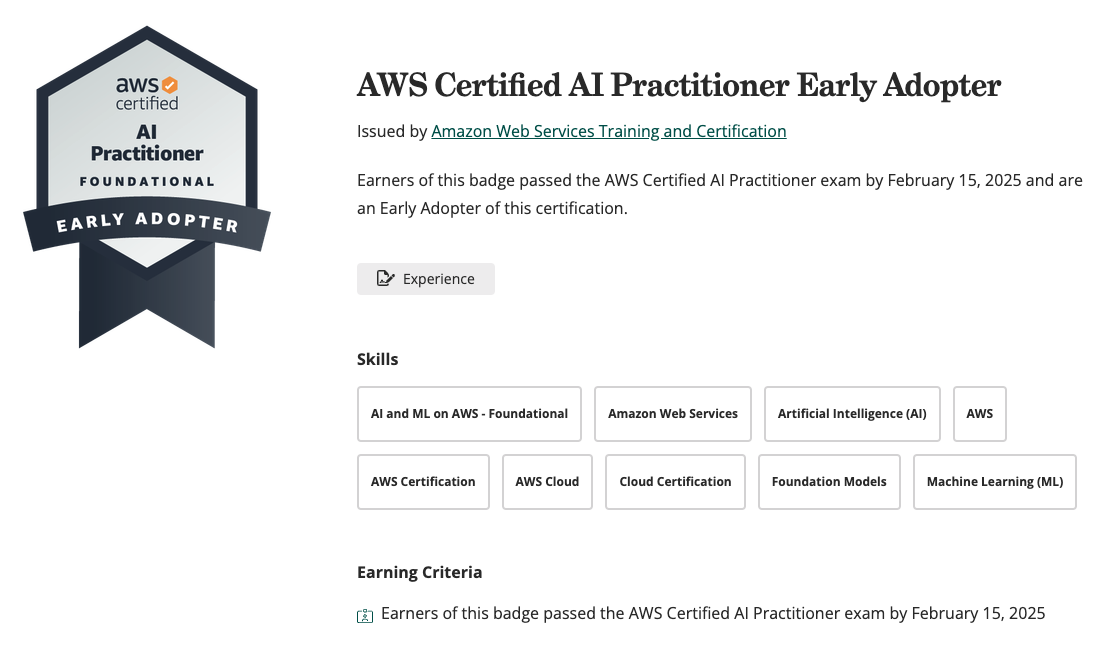 aws
certified
AI
Practitioner
FOUNDATIONAL
EARLY ADOPTER
AWS Certified AI Practitioner Early Adopter
Issued by Amazon Web Services Training and Certification
Earners of this badge passed the AWS Certified AI Practitioner exam by February 15, 2025 and are
an Early Adopter of this certification.
Experience
Skills
AI and ML on AWS - Foundational
Amazon Web Services
Artificial Intelligence (AI)
AWS
AWS Certification
AWS Cloud
Cloud Certification
Foundation Models
Machine Learning (ML)
Earning Criteria
Earners of this badge passed the AWS Certified AI Practitioner exam by February 15, 2025